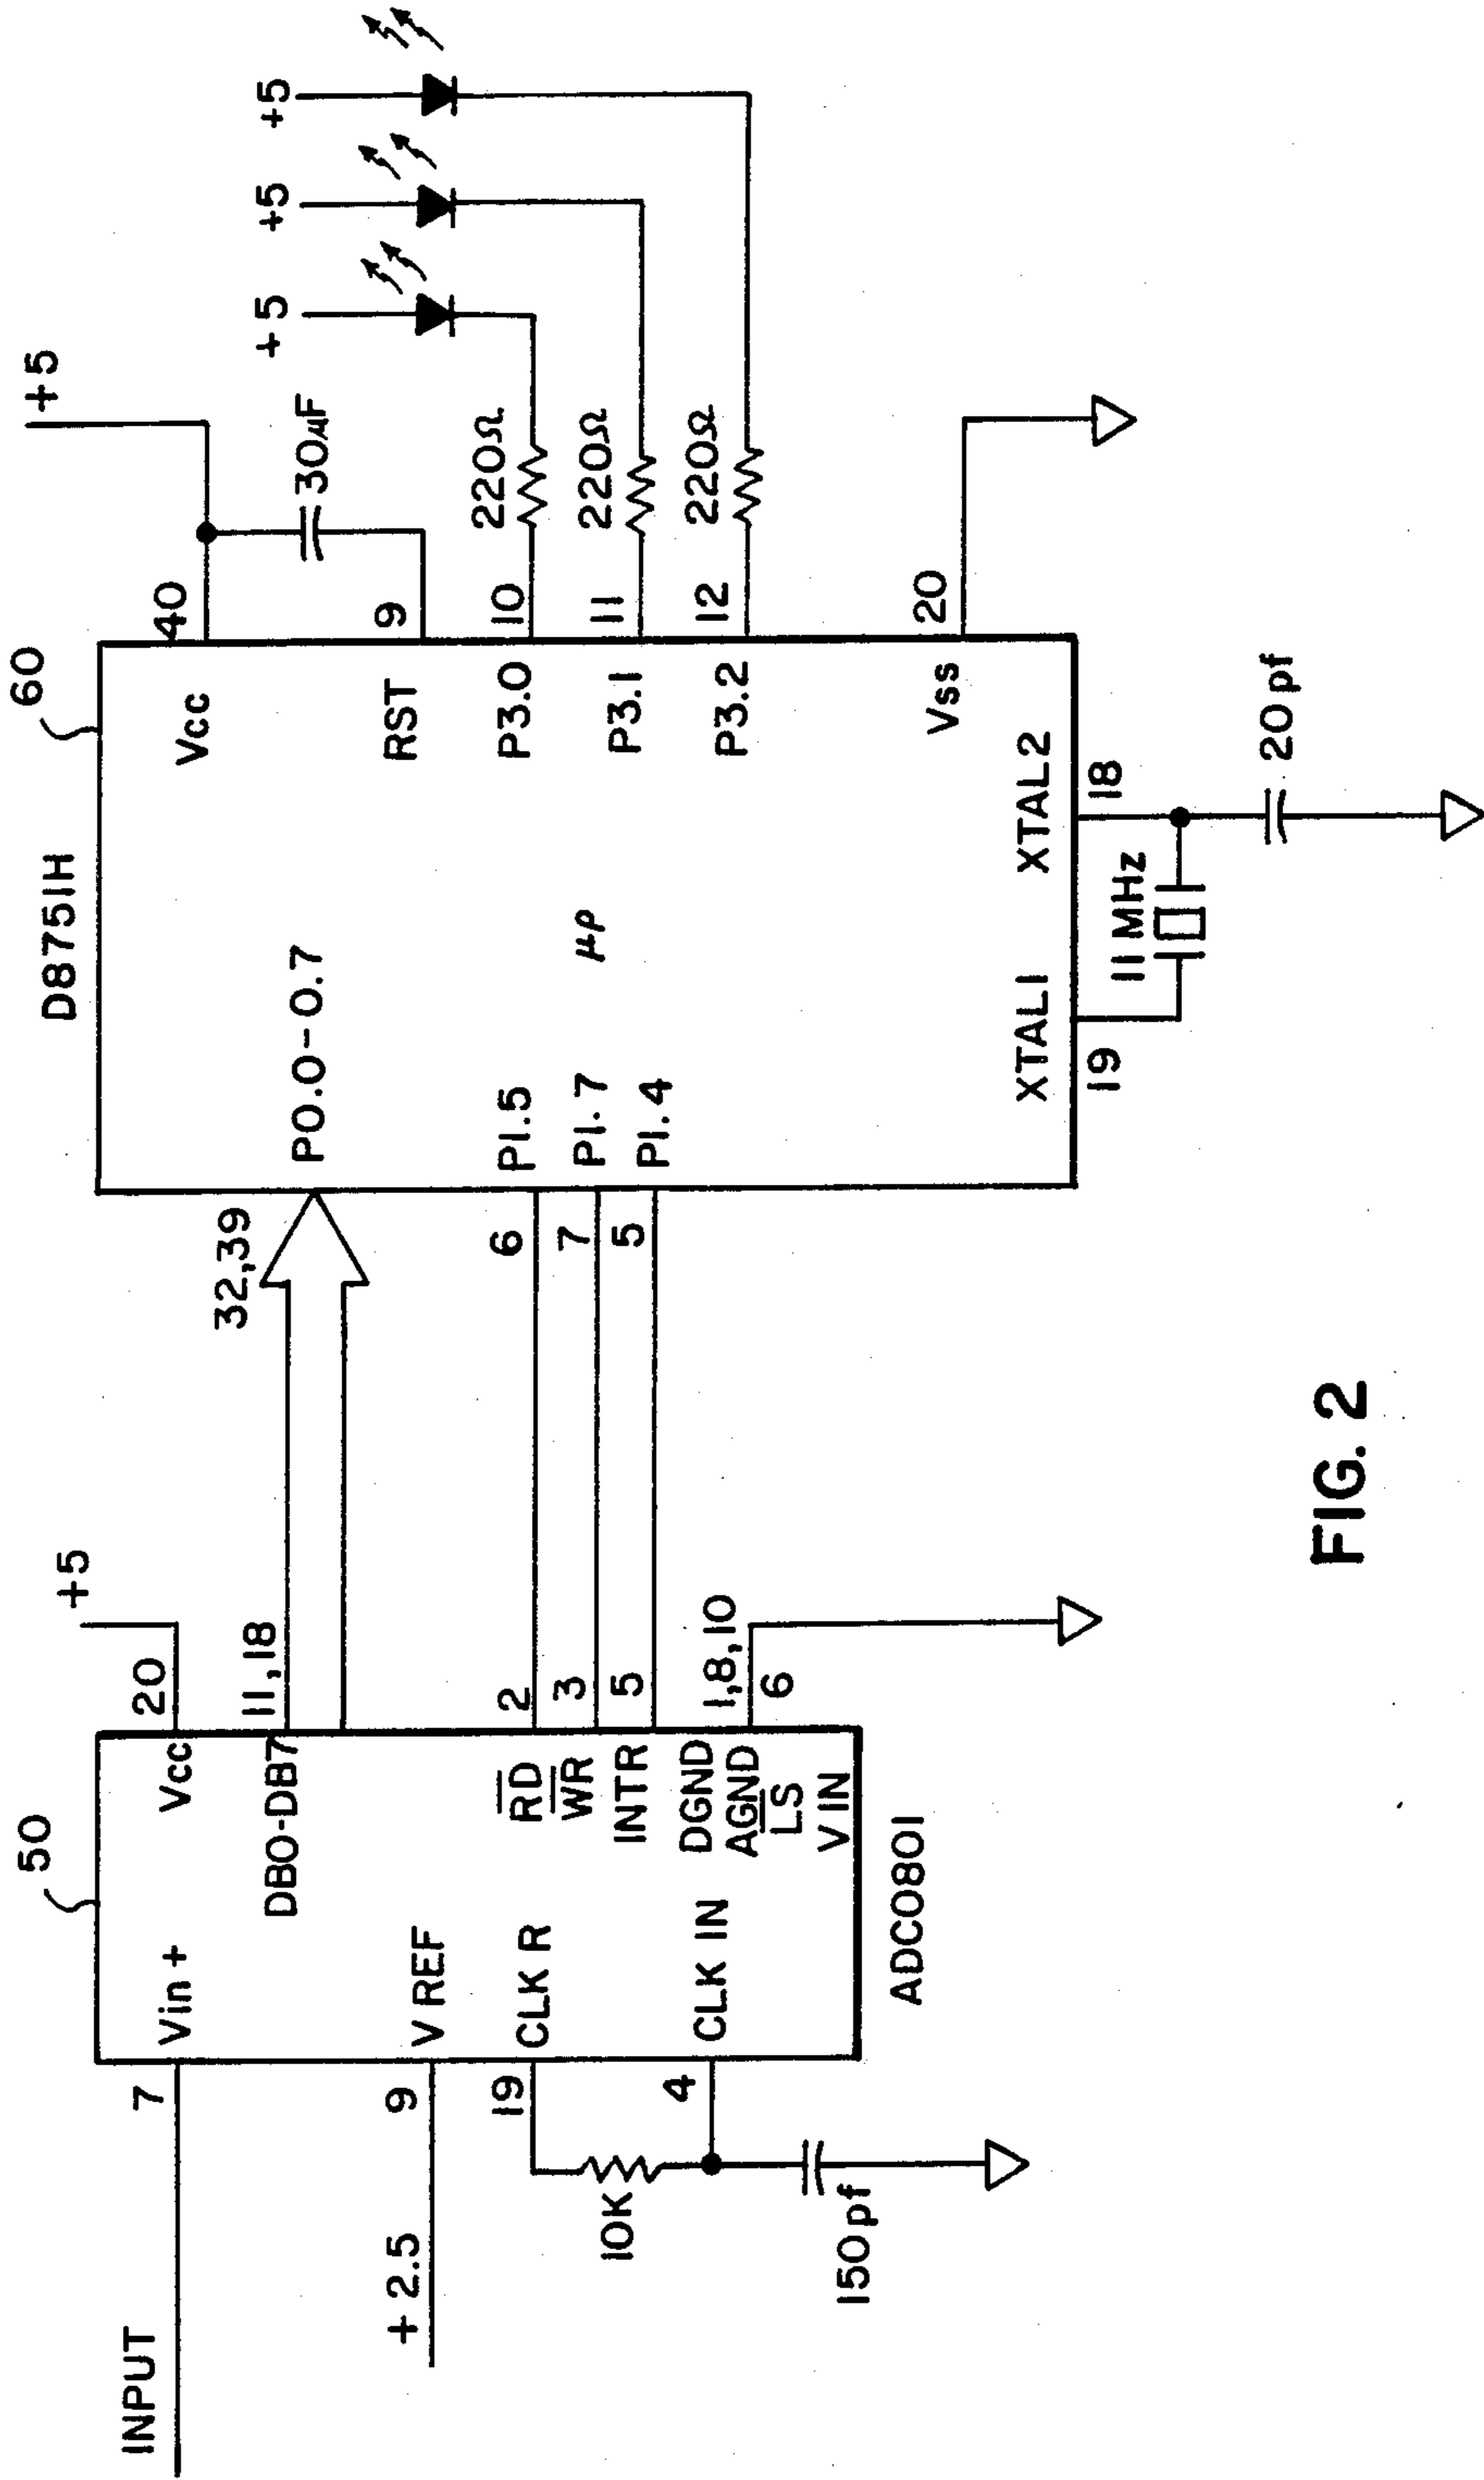 INPUT
7
Vin +
50
Vcc
20
+5
DB0-DB7
11,18
+ 2.5
9
V REF
CLK R
19
10K
4
CLK IN
150pf
RD
2
WR
3
INTR
5
DGND
1,8,10
AGND
6
LS
V IN
ADC0801
D8751H
60
32,39
P0.0-0.7
6
P1.5
7
P1.7
5
P1.4
μP
Vcc
40
+5
30μF
RST
9
P3.0
10
220Ω
+5
P3.1
11
220Ω
+5
P3.2
12
220Ω
+5
Vss
20
XTAL1
19
11 MHz
XTAL2
18
20pf
FIG. 2